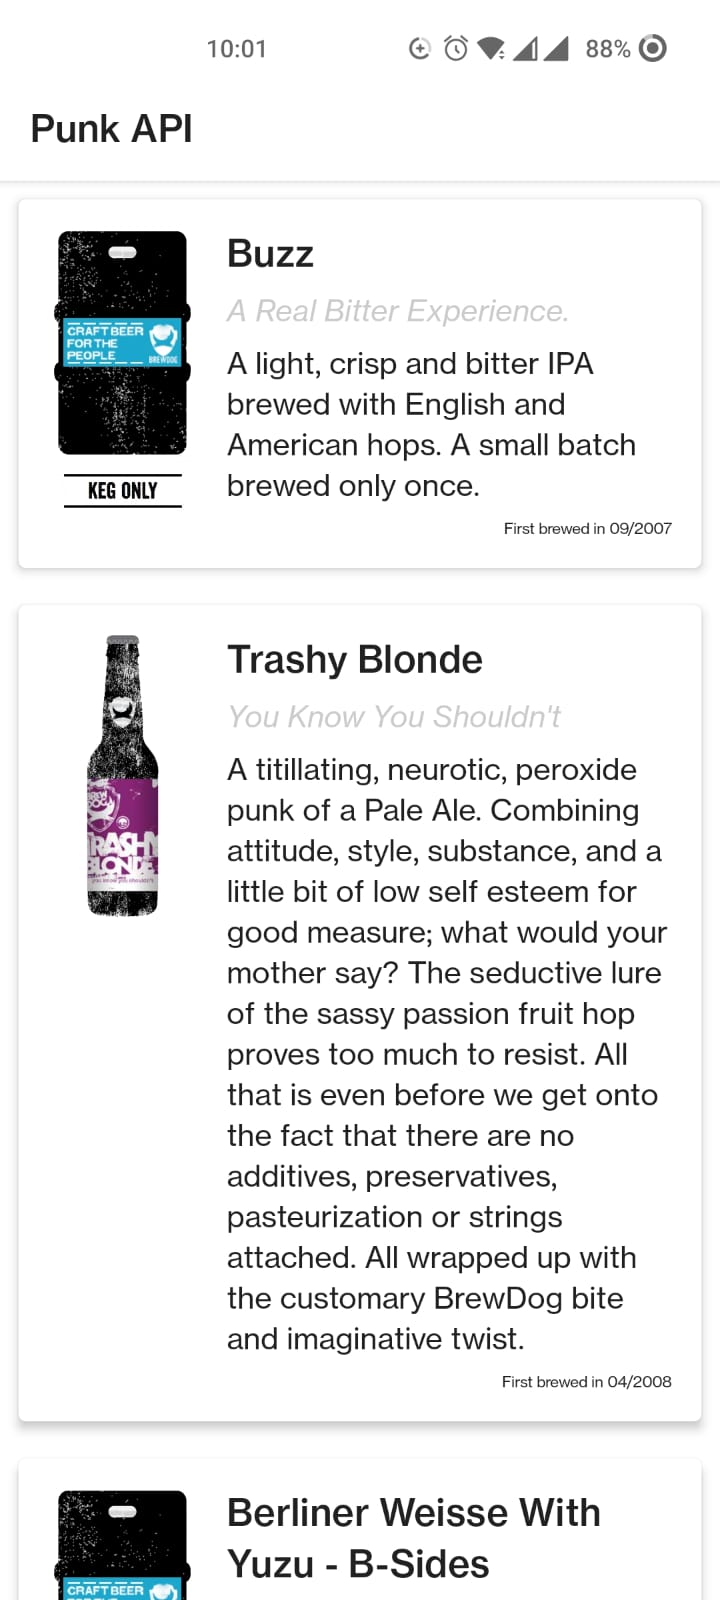 10:01
88%
Punk API
CRAFT BEER
FOR THE
PEOPLE
BREWDOG
KEG ONLY
Buzz
A Real Bitter Experience.
A light, crisp and bitter IPA
brewed with English and
American hops. A small batch
brewed only once.
First brewed in 09/2007
BREW
DOG
TRASHY
BLONDE
you know you shouldn't
Trashy Blonde
You Know You Shouldn't
A titillating, neurotic, peroxide
punk of a Pale Ale. Combining
attitude, style, substance, and a
little bit of low self esteem for
good measure; what would your
mother say? The seductive lure
of the sassy passion fruit hop
proves too much to resist. All
that is even before we get onto
the fact that there are no
additives, preservatives,
pasteurization or strings
attached. All wrapped up with
the customary BrewDog bite
and imaginative twist.
First brewed in 04/2008
CRAFT BEER
Berliner Weisse With
Yuzu - B-Sides